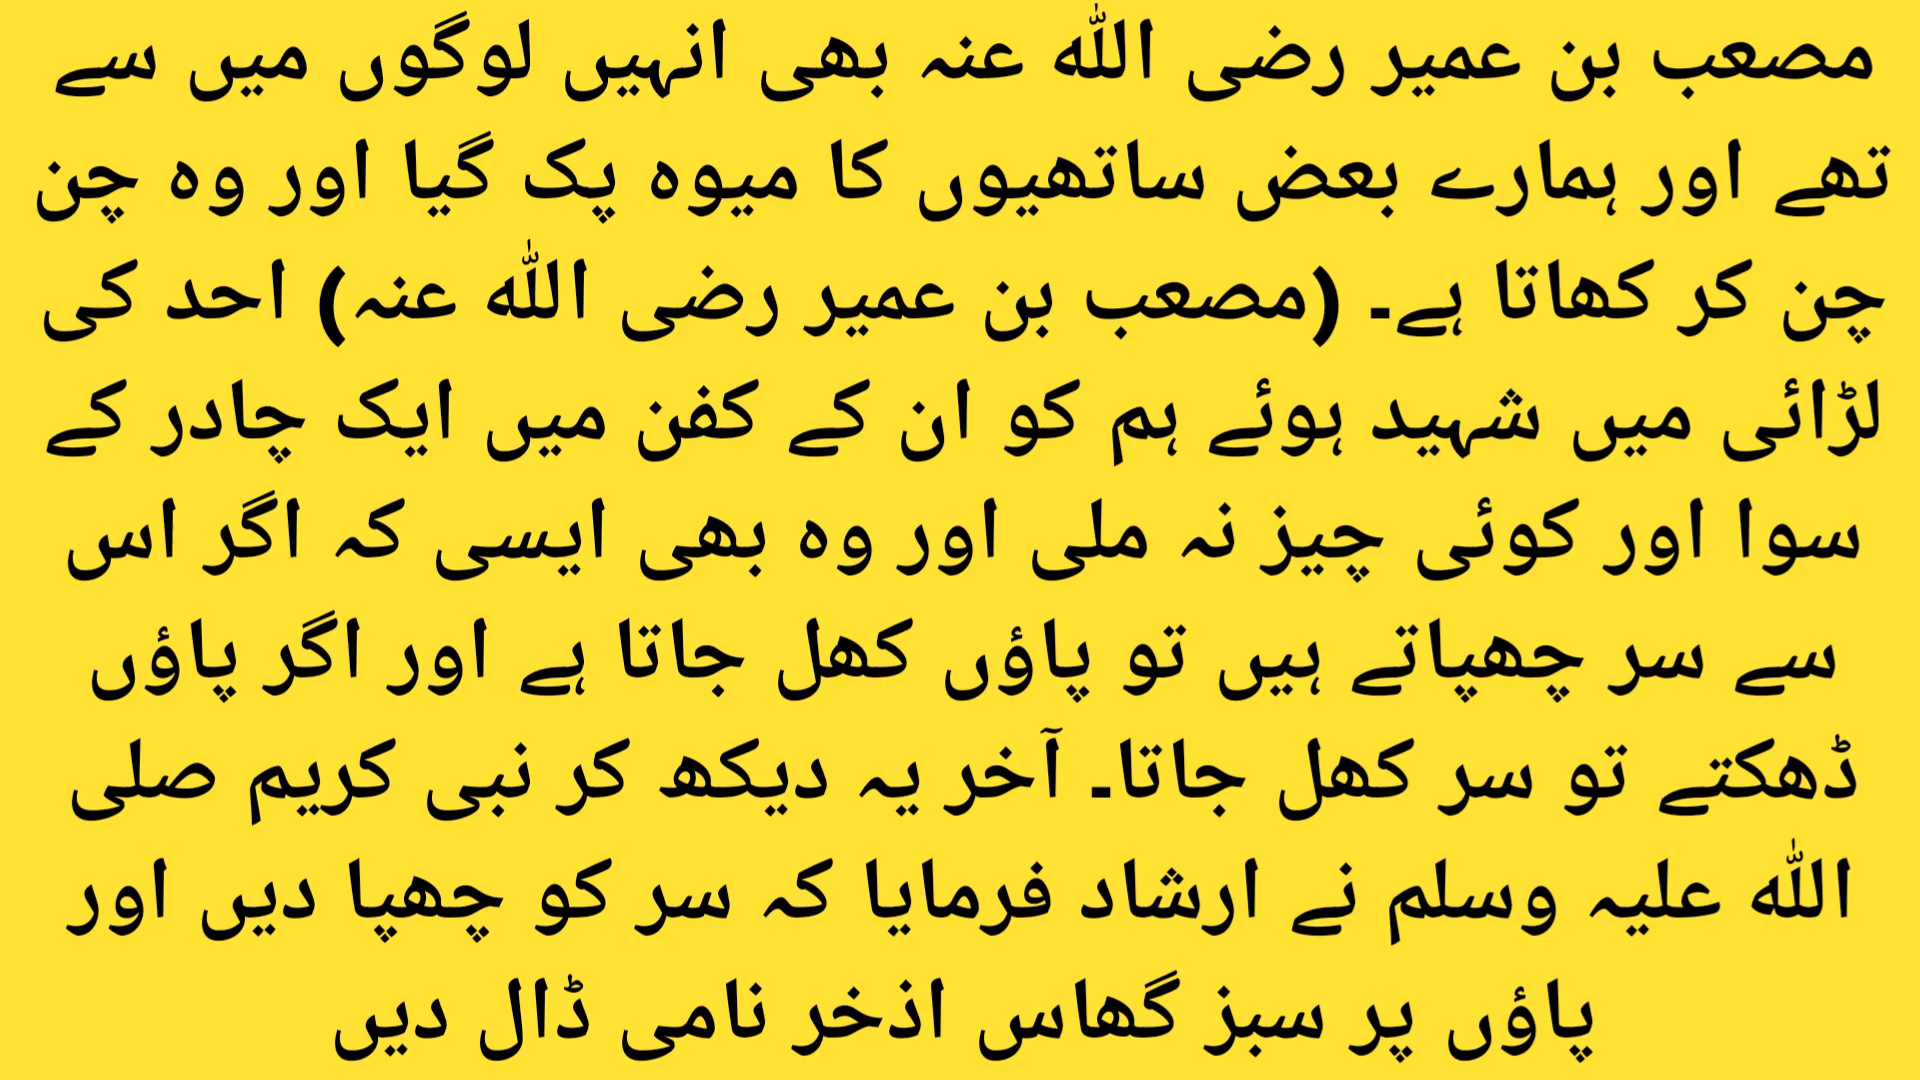 مصعب بن عمیر رضی اللہ عنہ بھی انہیں لوگوں میں سے
تھے اور ہمارے بعض ساتھیوں کا میوہ پک گیا اور وہ چن
چن کر کھاتا ہے۔ (مصعب بن عمیر رضی اللہ عنہ) احد کی
لڑائی میں شہید ہوئے ہم کو ان کے کفن میں ایک چادر کے
سوا اور کوئی چیز نہ ملی اور وہ بھی ایسی کہ اگر اس
سے سر چھپاتے ہیں تو پاؤں کھل جاتا ہے اور اگر پاؤں
ڈھکتے تو سر کھل جاتا۔ آخر یہ دیکھ کر نبی کریم صلی
اللہ علیہ وسلم نے ارشاد فرمایا کہ سر کو چھپا دیں اور
پاؤں پر سبز گھاس اذخر نامی ڈال دیں